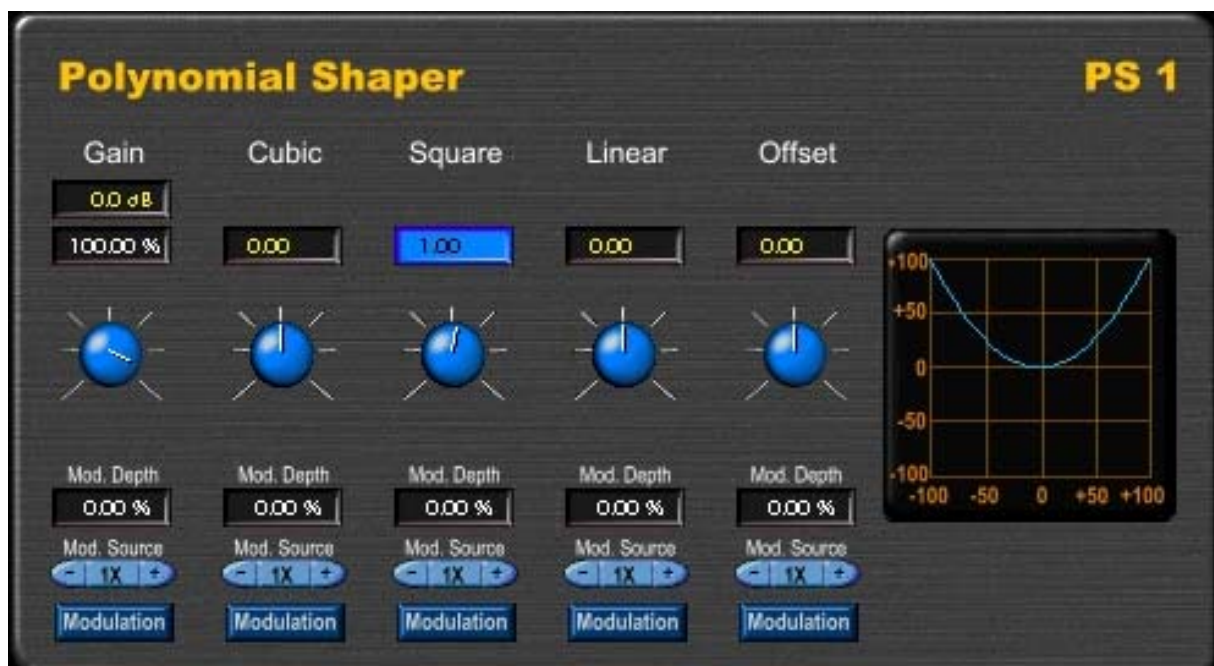 Polynomial Shaper PS 1
Gain Cubic Square Linear Offset
0.0 dB
100.00 % 0.00 1.00 0.00 0.00
+100
+50
0
-50
-100
-100 -50 0 +50 +100
Mod. Depth Mod. Depth Mod. Depth Mod. Depth Mod. Depth
0.00 % 0.00 % 0.00 % 0.00 % 0.00 %
Mod. Source Mod. Source Mod. Source Mod. Source Mod. Source
- 1X + - 1X + - 1X + - 1X + - 1X +
Modulation Modulation Modulation Modulation Modulation